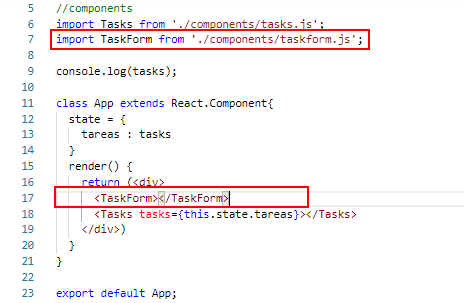 5 //components
6 import Tasks from './components/tasks.js';
7 import TaskForm from './components/taskform.js';
8
9 console.log(tasks);
10
11 class App extends React.Component{
12 state = {
13 tareas : tasks
14 }
15 render() {
16 return (<div>
17 <TaskForm></TaskForm>
18 <Tasks tasks={this.state.tareas}></Tasks>
19 </div>)
20 }
21 }
22
23 export default App;